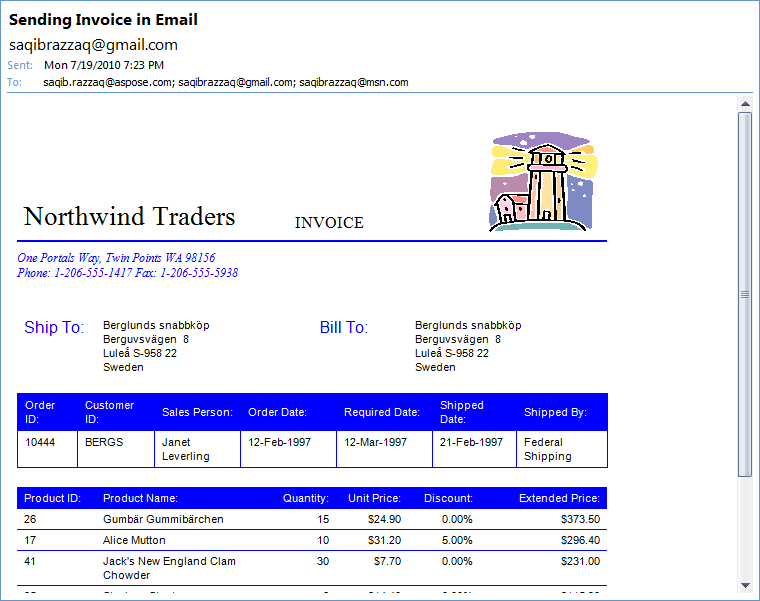 Sending Invoice in Email
saqibrazzaq@gmail.com
Sent: Mon 7/19/2010 7:23 PM
To: saqib.razzaq@aspose.com; saqibrazzaq@gmail.com; saqibrazzaq@msn.com
Northwind Traders INVOICE
One Portals Way, Twin Points WA 98156
Phone: 1-206-555-1417 Fax: 1-206-555-5938
Ship To: Berglunds snabbköp Bill To: Berglunds snabbköp
Berguvsvägen 8 Berguvsvägen 8
Luleå S-958 22 Luleå S-958 22
Sweden Sweden
Order ID: Customer ID: Sales Person: Order Date: Required Date: Shipped Date: Shipped By:
10444 BERGS Janet Leverling 12-Feb-1997 12-Mar-1997 21-Feb-1997 Federal Shipping
Product ID: Product Name: Quantity: Unit Price: Discount: Extended Price:
26 Gumbär Gummibärchen 15 $24.90 0.00% $373.50
17 Alice Mutton 10 $31.20 5.00% $296.40
41 Jack's New England Clam Chowder 30 $7.70 0.00% $231.00